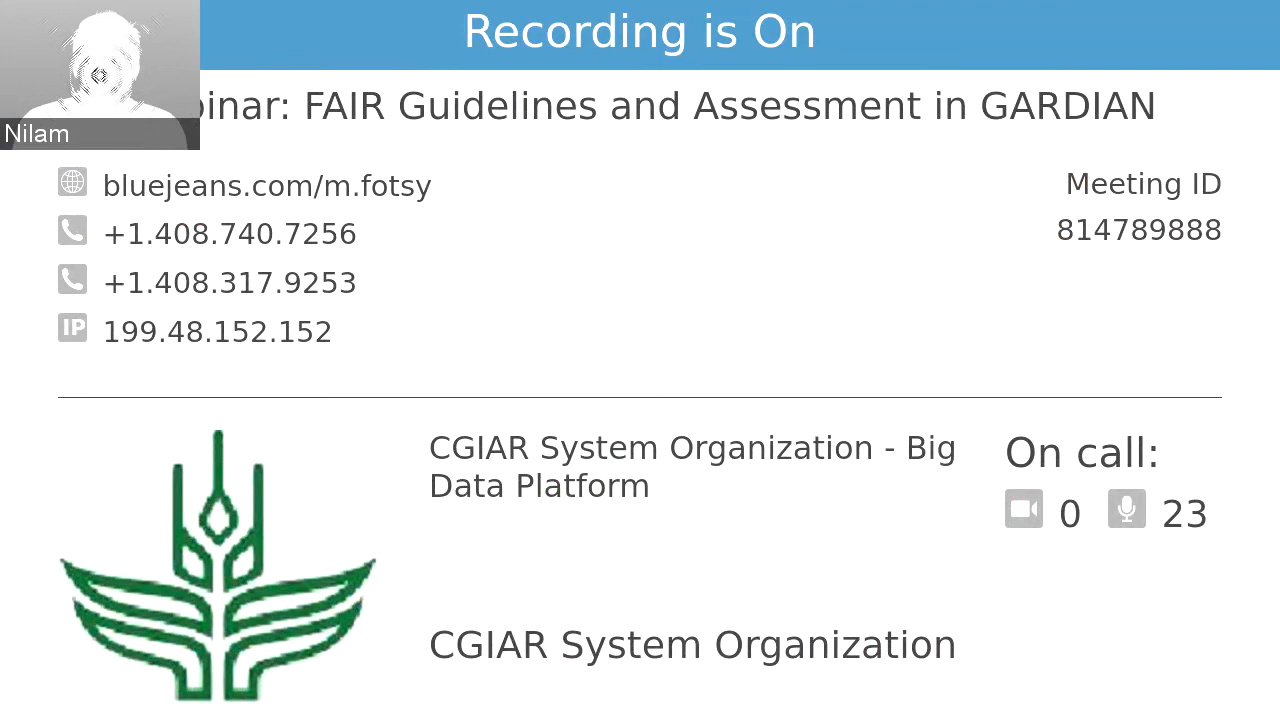 Recording is On
inar: FAIR Guidelines and Assessment in GARDIAN
Nilam
bluejeans.com/m.fotsy
Meeting ID
+1.408.740.7256
814789888
+1.408.317.9253
IP 199.48.152.152
CGIAR System Organization - Big
Data Platform
On call:
0 23
CGIAR System Organization